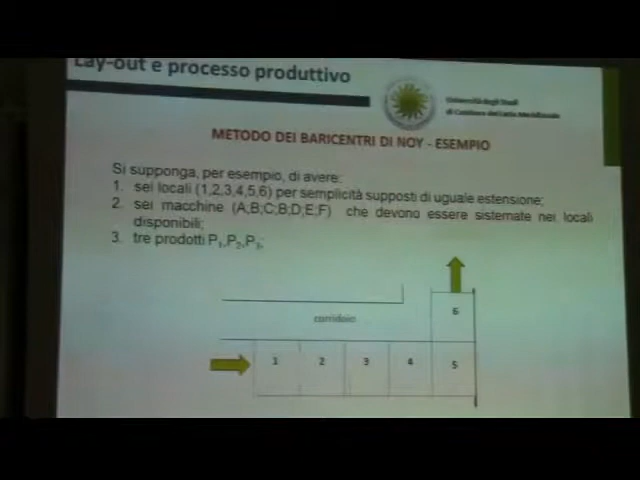 Lay-out e processo produttivo
Università degli Studi
di Cassino e del Lazio Meridionale
METODO DEI BARICENTRI DI NOY - ESEMPIO
Si supponga, per esempio, di avere:
1. sei locali (1,2,3,4,5,6) per semplicità supposti di uguale estensione;
2. sei macchine (A;B;C;B;D;E;F) che devono essere sistemate nei locali
disponibili;
3. tre prodotti P1,P2,P3;
6
corridoio
1 2 3 4 5